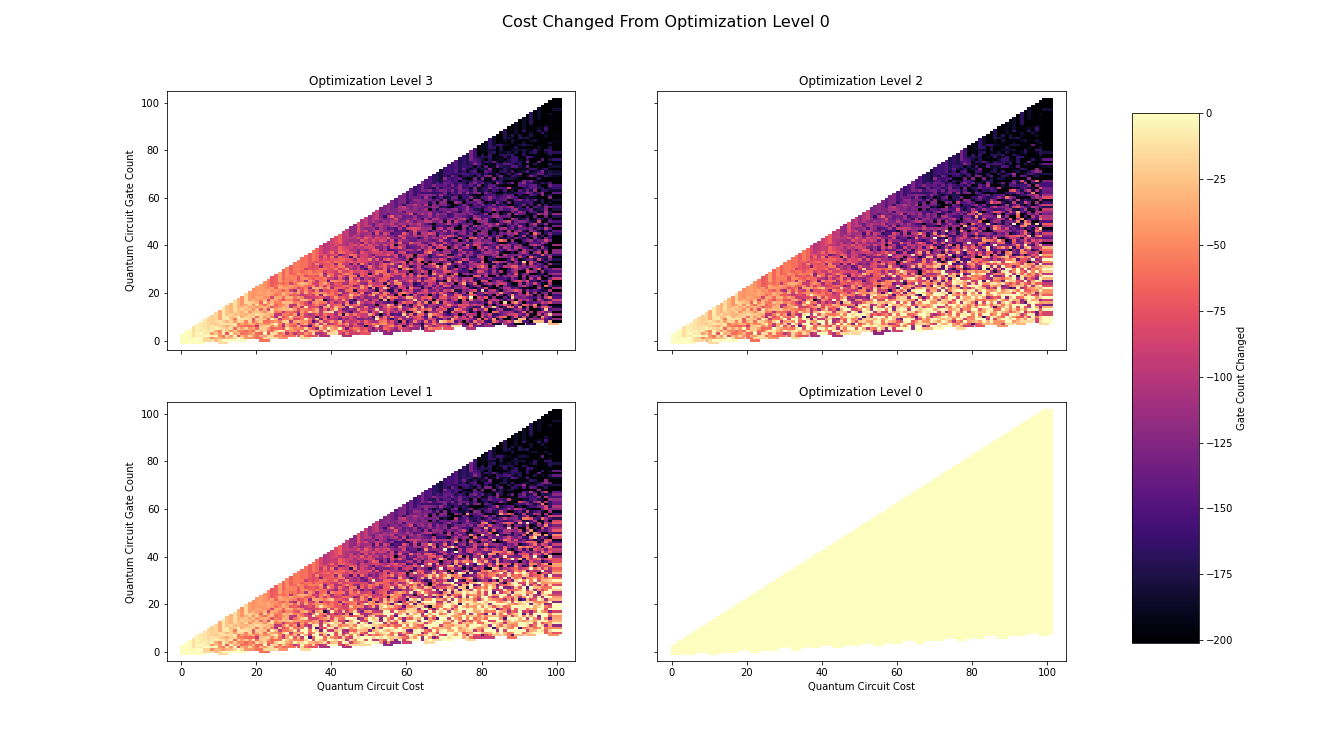 Cost Changed From Optimization Level 0
Optimization Level 3
Optimization Level 2
100
80
60
40
20
0
Quantum Circuit Gate Count
Optimization Level 1
Optimization Level 0
100
80
60
40
20
0
Quantum Circuit Gate Count
0 20 40 60 80 100
Quantum Circuit Cost
0 20 40 60 80 100
Quantum Circuit Cost
0
−25
−50
−75
−100
−125
−150
−175
−200
Gate Count Changed